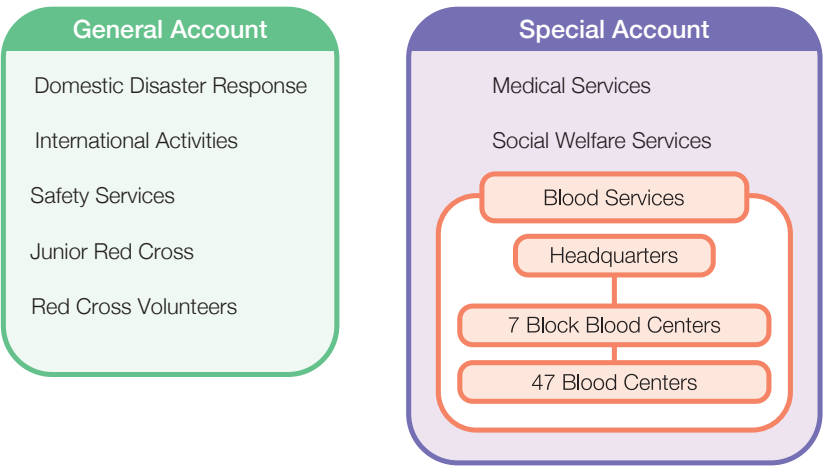 General Account
Domestic Disaster Response
International Activities
Safety Services
Junior Red Cross
Red Cross Volunteers
Special Account
Medical Services
Social Welfare Services
Blood Services
Headquarters
7 Block Blood Centers
47 Blood Centers